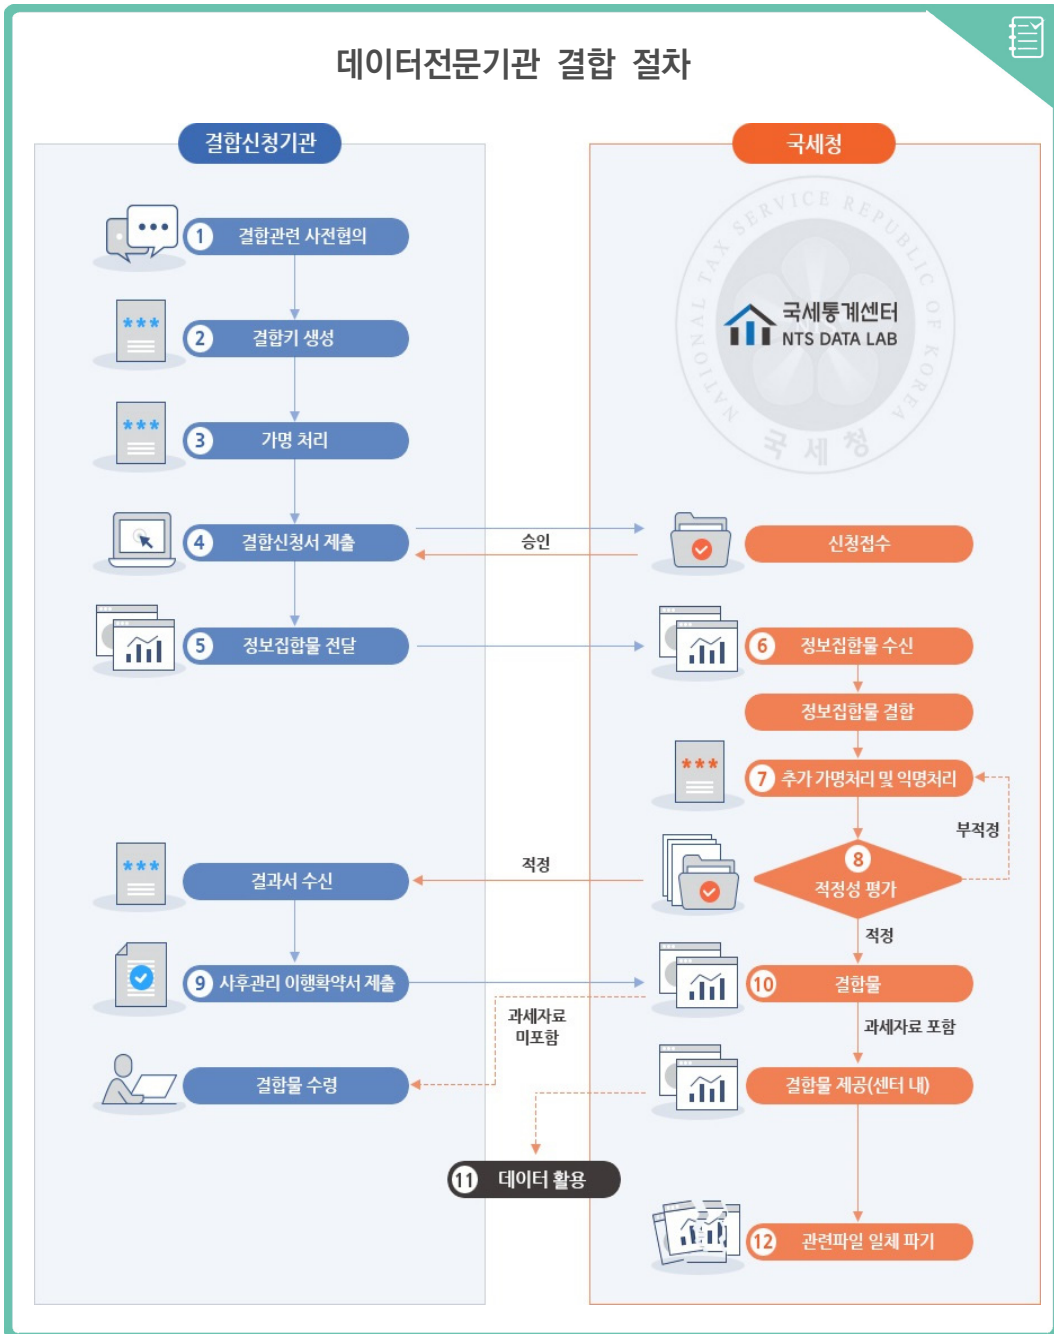 데이터전문기관 결합 절차
결합신청기관
국세청
NATIONAL TAX SERVICE REPUBLIC OF KOREA
국세청
국세통계센터
NTS DATA LAB
1 결합관련 사전협의
2 결합키 생성
3 가명 처리
4 결합신청서 제출
승인
신청접수
5 정보집합물 전달
6 정보집합물 수신
정보집합물 결합
7 추가 가명처리 및 익명처리
부적정
8
적정성 평가
적정
결과서 수신
적정
9 사후관리 이행확약서 제출
10 결합물
과세자료
미포함
과세자료 포함
결합물 수령
결합물 제공(센터 내)
11 데이터 활용
12 관련파일 일체 파기